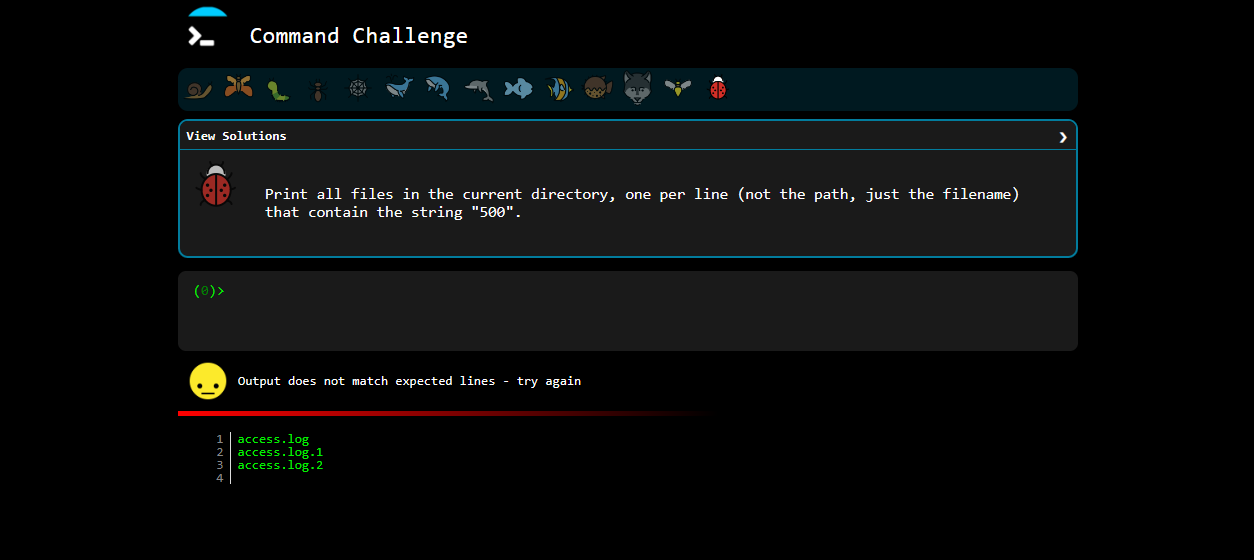 Command Challenge
View Solutions
Print all files in the current directory, one per line (not the path, just the filename)
that contain the string "500".
(0)>
Output does not match expected lines - try again
1 access.log
2 access.log.1
3 access.log.2
4